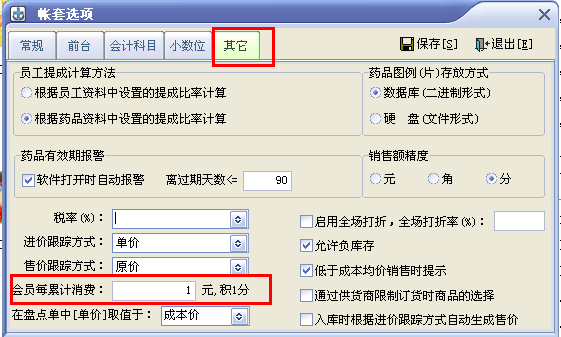 帐套选项
常规 前台 会计科目 小数位 其它 保存[S] 退出[E]
员工提成计算方法
根据员工资料中设置的提成比率计算
根据药品资料中设置的提成比率计算
药品图例(片)存放方式
数据库(二进制形式)
硬 盘(文件形式)
药品有效期报警
软件打开时自动报警 离过期天数<= 90
销售额精度
元 角 分
税率(%):
进价跟踪方式: 单价
售价跟踪方式: 原价
会员每累计消费: 1 元,积1分
在盘点单中[单价]取值于: 成本价
启用全场打折,全场打折率(%):
允许负库存
低于成本均价销售时提示
通过供货商限制订货时商品的选择
入库时根据进价跟踪方式自动生成售价